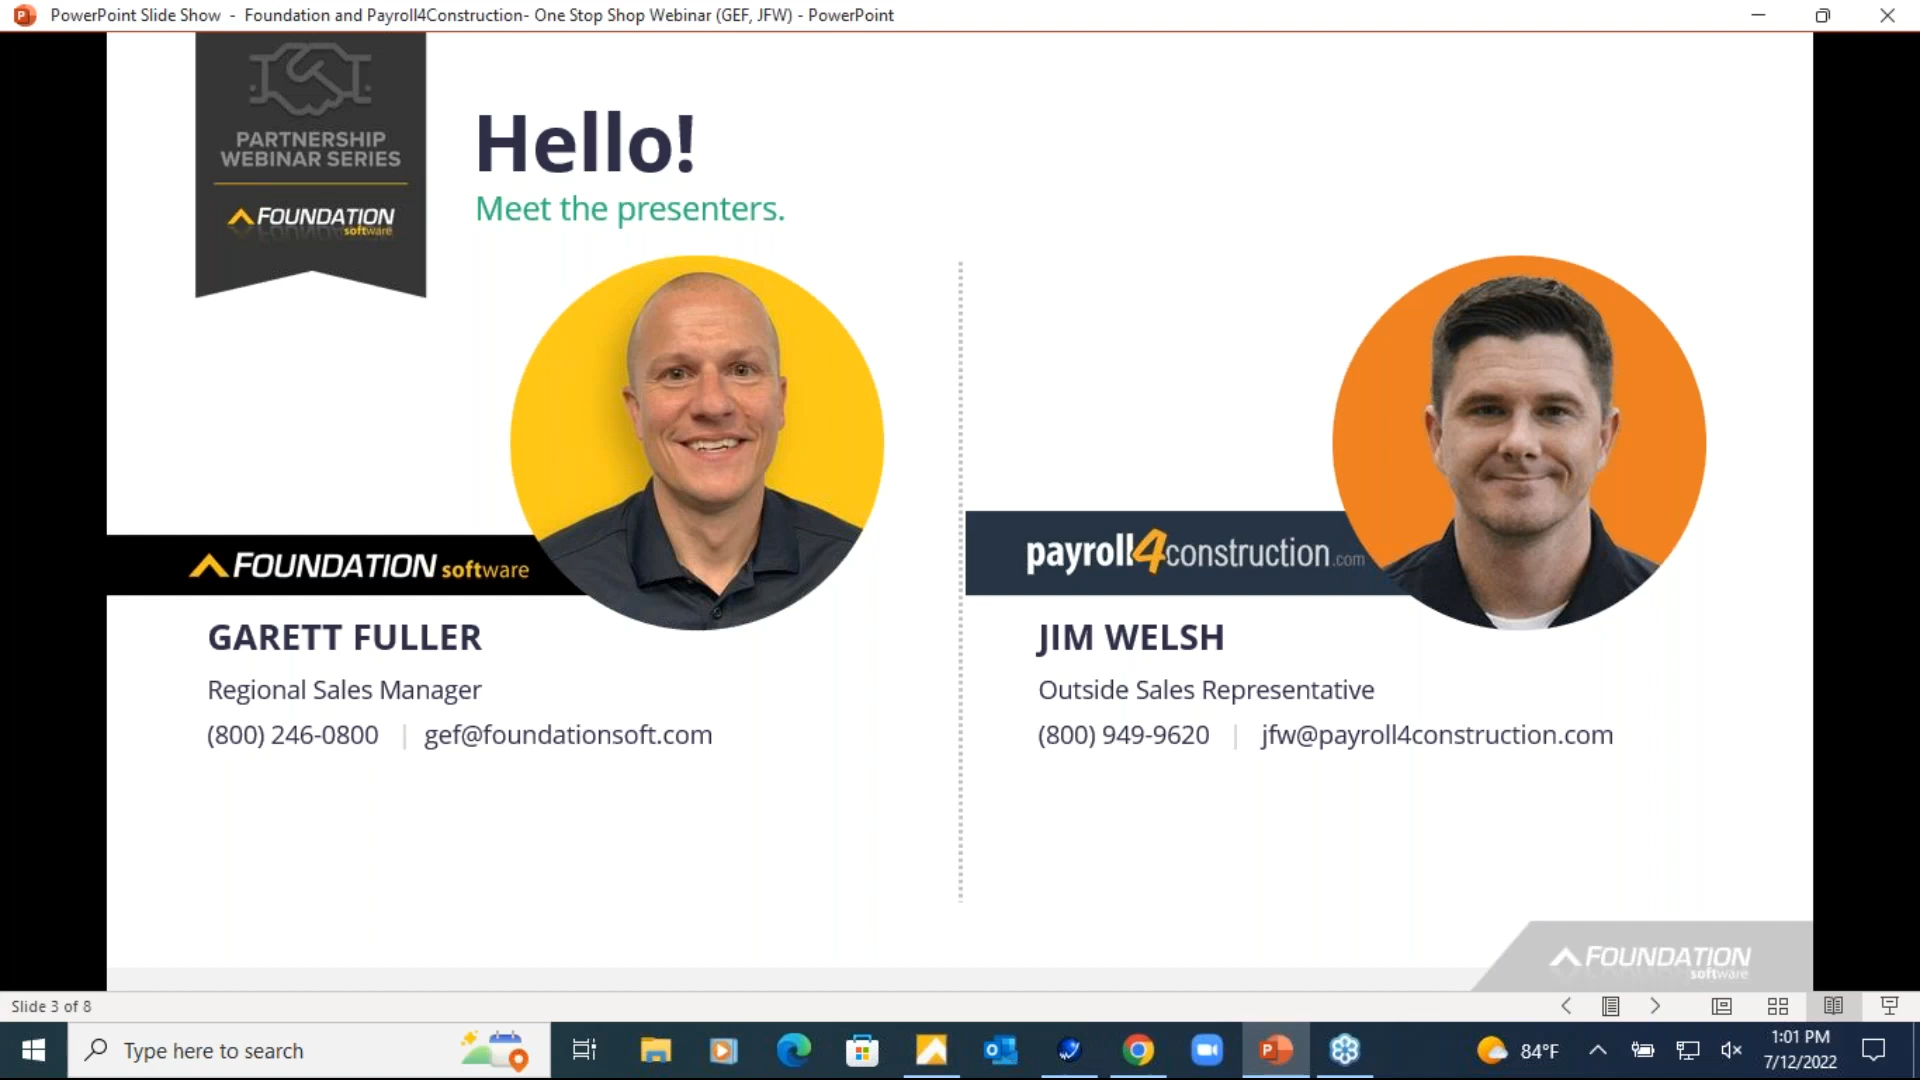 PowerPoint Slide Show - Foundation and Payroll4Construction- One Stop Shop Webinar (GEF, JFW) - PowerPoint
PARTNERSHIP
WEBINAR SERIES
FOUNDATION
software
Hello!
Meet the presenters.
FOUNDATION software
GARETT FULLER
Regional Sales Manager
(800) 246-0800 | gef@foundationsoft.com
payroll4construction.com
JIM WELSH
Outside Sales Representative
(800) 949-9620 | jfw@payroll4construction.com
FOUNDATION
software
Slide 3 of 8
Type here to search
84°F
1:01 PM
7/12/2022